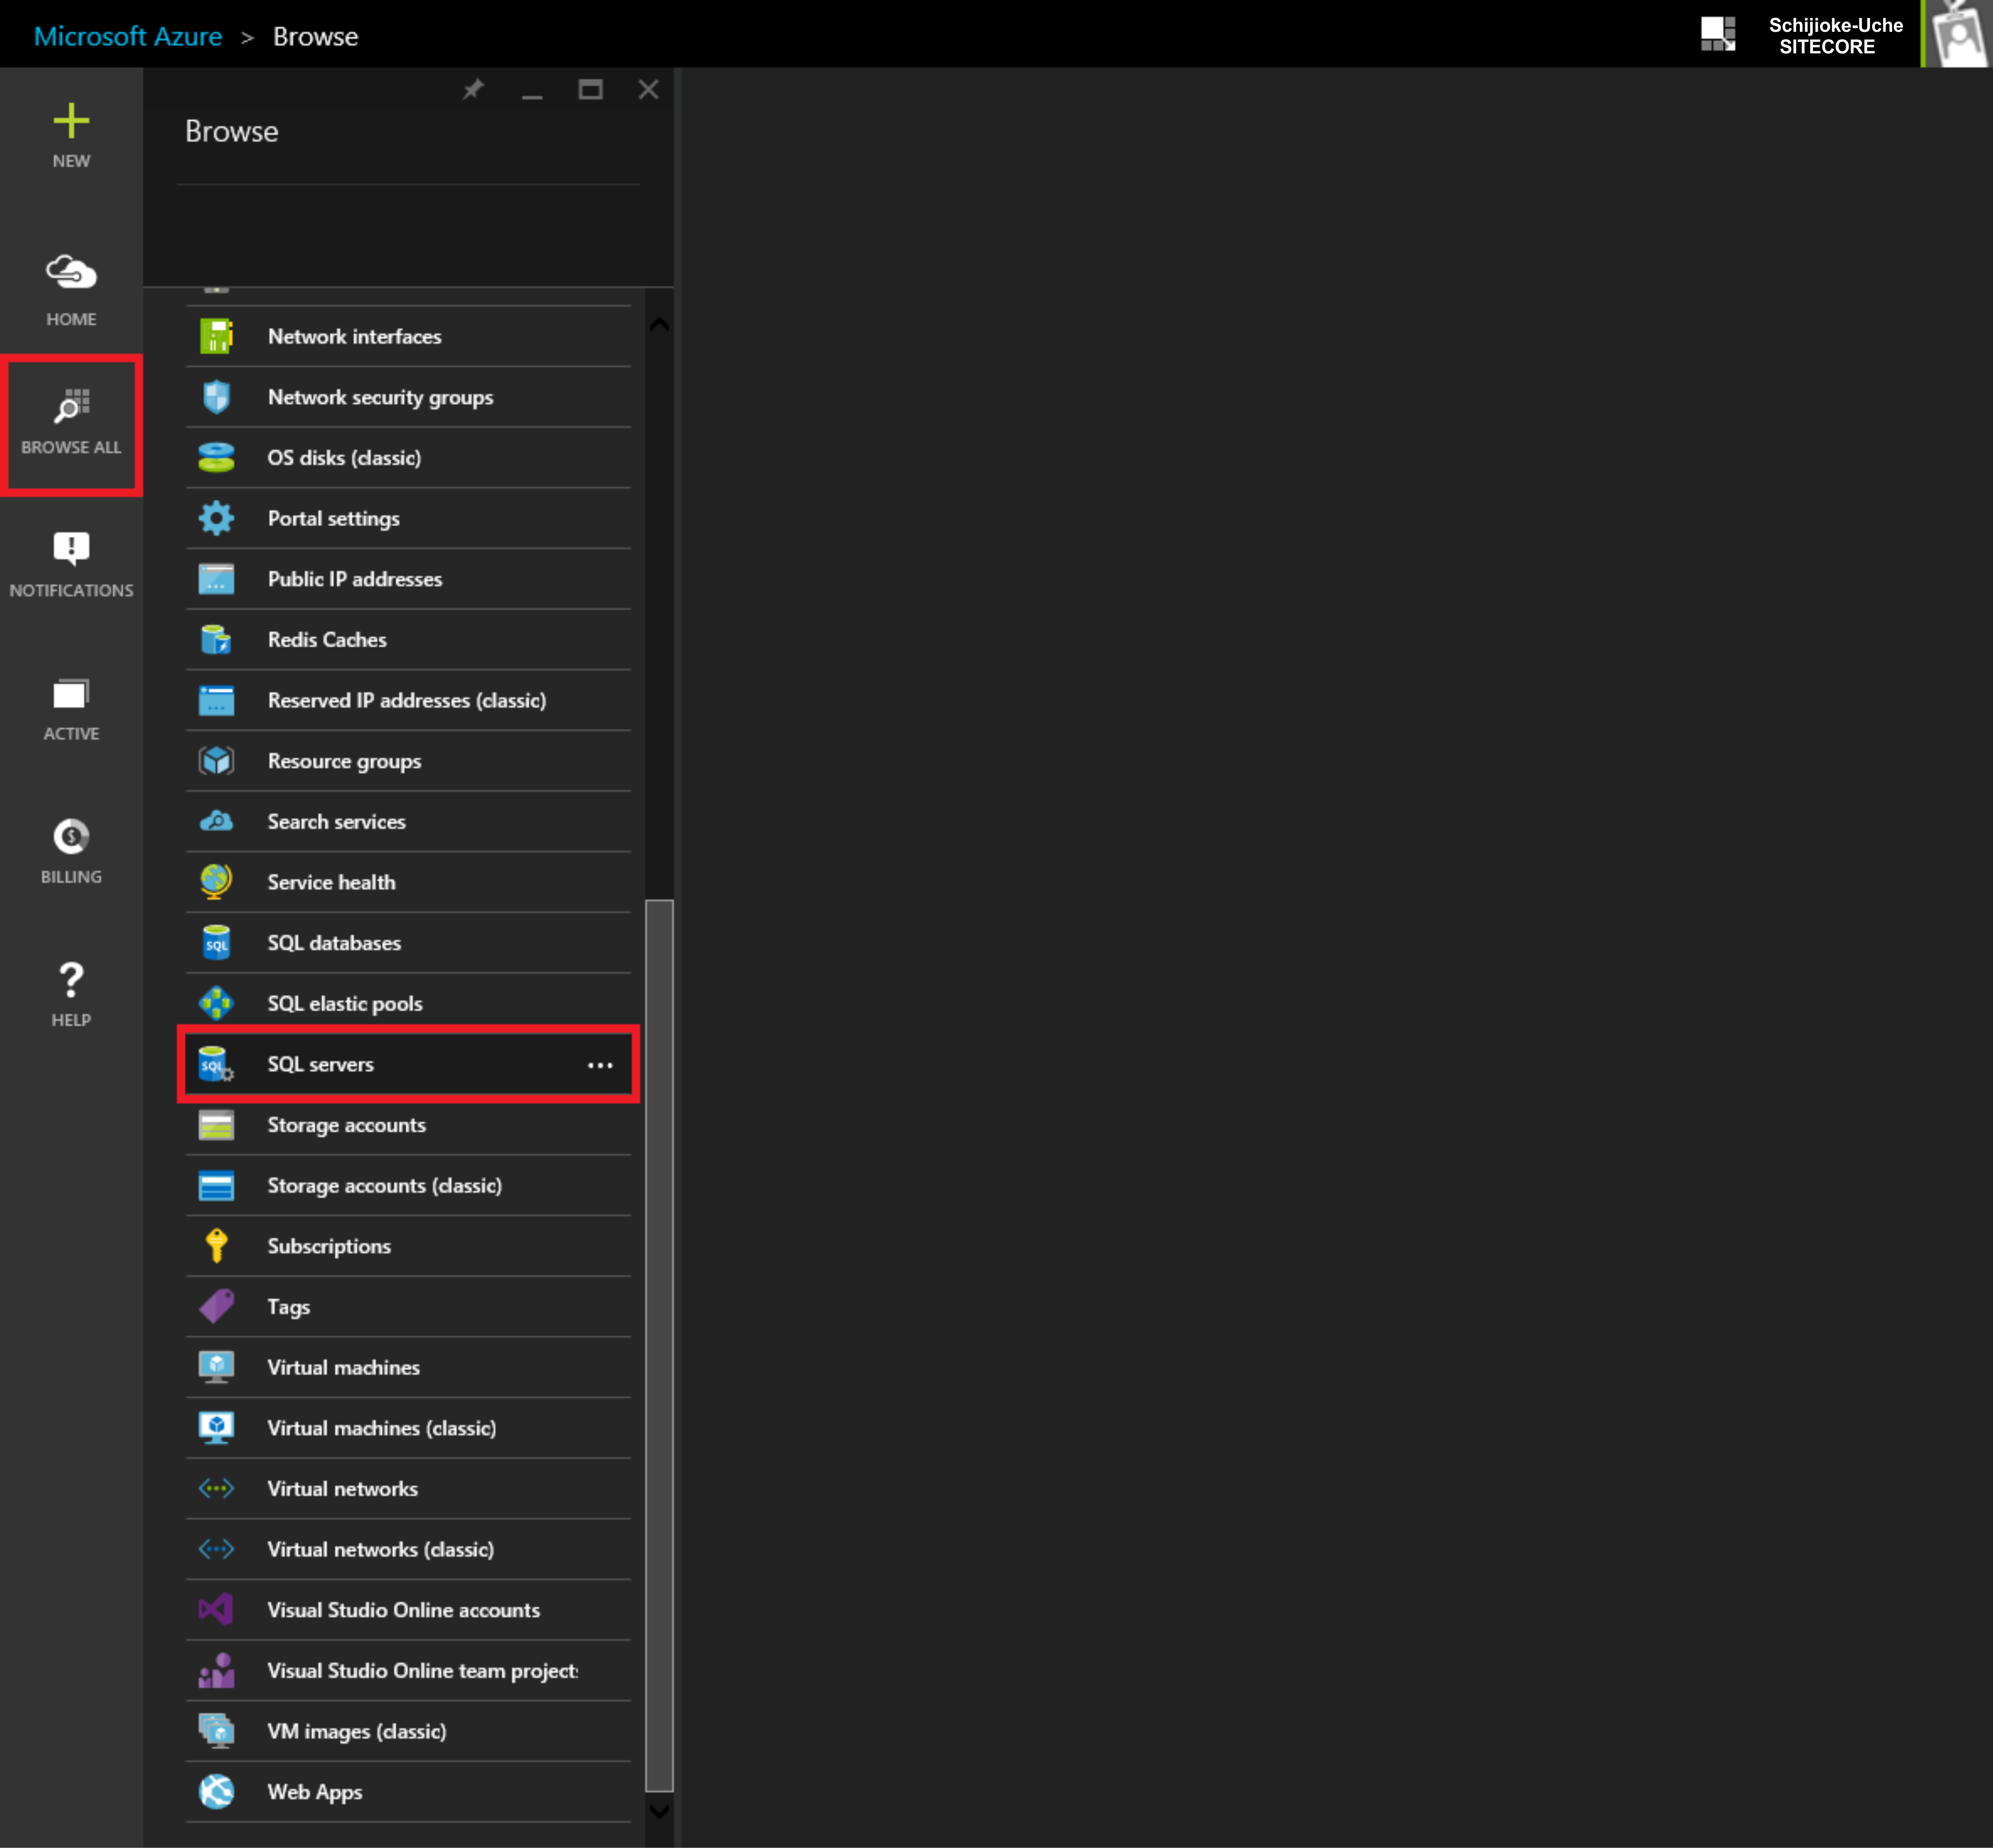 Microsoft Azure > Browse
Schijioke-Uche
SITECORE
NEW
HOME
BROWSE ALL
NOTIFICATIONS
ACTIVE
BILLING
HELP
Browse
Network interfaces
Network security groups
OS disks (classic)
Portal settings
Public IP addresses
Redis Caches
Reserved IP addresses (classic)
Resource groups
Search services
Service health
SQL databases
SQL elastic pools
SQL servers
Storage accounts
Storage accounts (classic)
Subscriptions
Tags
Virtual machines
Virtual machines (classic)
Virtual networks
Virtual networks (classic)
Visual Studio Online accounts
Visual Studio Online team projects
VM images (classic)
Web Apps